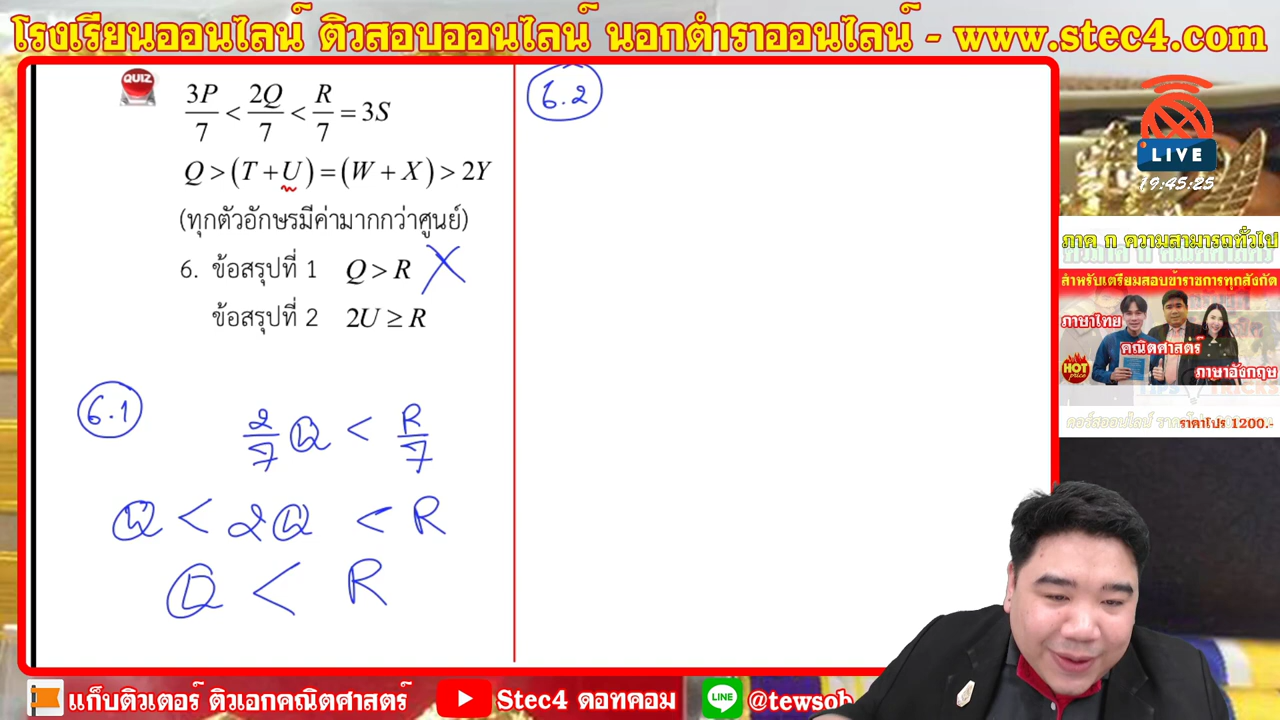 โรงเรียนออนไลน์ ติวสอบออนไลน์ นอกตำราออนไลน์ - www.stec4.com
QUIZ
3P/7 < 2Q/7 < R/7 = 3S
Q > (T + U) = (W + X) > 2Y
(ทุกตัวอักษรมีค่ามากกว่าศูนย์)
6. ข้อสรุปที่ 1 Q > R
ข้อสรุปที่ 2 2U ≥ R
6.1
2/7 Q < R/7
Q < 2Q < R
Q < R
6.2
LIVE
19:45:25
ภาค ก ความสามารถทั่วไป
สำหรับเตรียมสอบข้าราชการทุกสังกัด
ภาษาไทย
คณิตศาสตร์
HOT
price
ภาษาอังกฤษ
ราคาโปร 1200.-
แก็บติวเตอร์ ติวเอกคณิตศาสตร์
Stec4 ดอทคอม
LINE
@tewsob